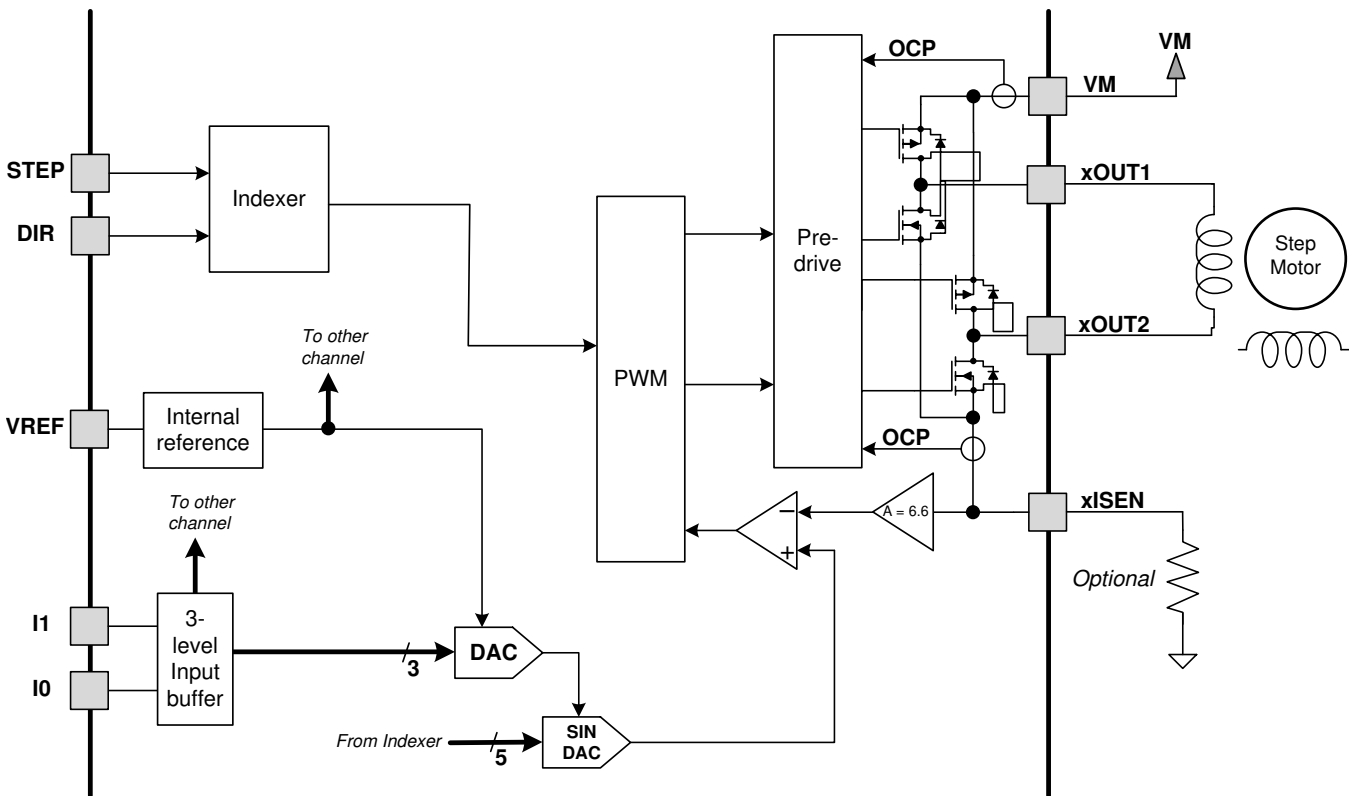 OCP
VM
VM
STEP
Indexer
xOUT1
DIR
Pre-
drive
Step
Motor
To other
channel
xOUT2
PWM
VREF
Internal
reference
OCP
To other
channel
A = 6.6
xISEN
−
+
Optional
I1
3-
level
Input
buffer
3
DAC
I0
From Indexer
5
SIN
DAC